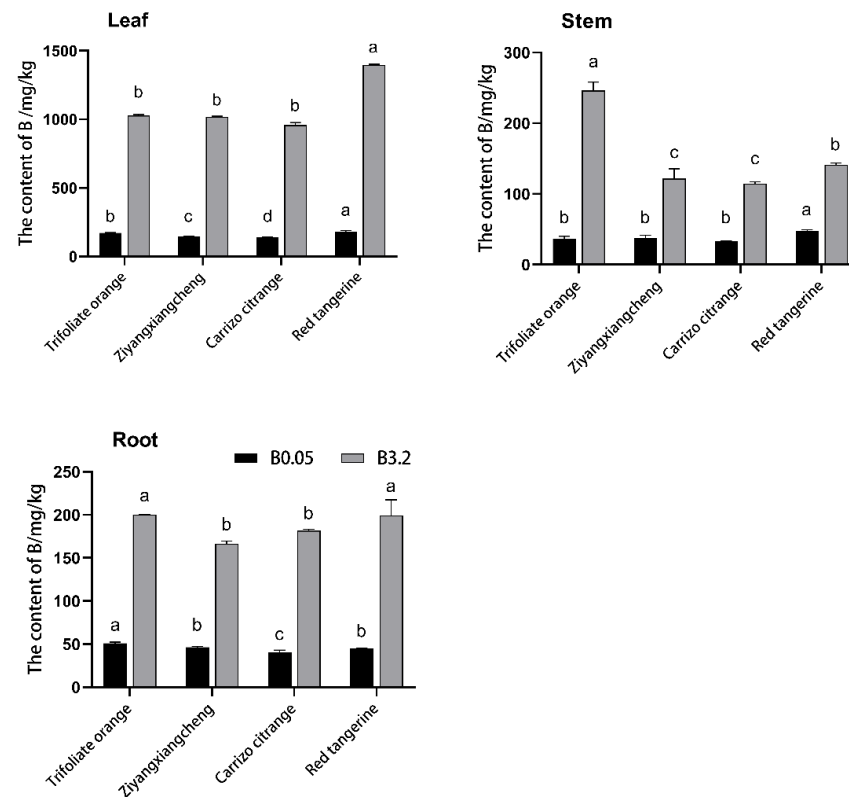 Leaf
The content of B /mg/kg
1500
1000
500
0
b
b
c
b
d
b
a
a
Trifoliate orange
Ziyangxiangcheng
Carrizo citrange
Red tangerine
Stem
The content of B/mg/kg
300
200
100
0
b
a
b
c
b
c
a
b
Trifoliate orange
Ziyangxiangcheng
Carrizo citrange
Red tangerine
Root
B0.05 B3.2
The content of B/mg/kg
250
200
150
100
50
0
a
a
b
b
c
b
b
a
Trifoliate orange
Ziyangxiangcheng
Carrizo citrange
Red tangerine